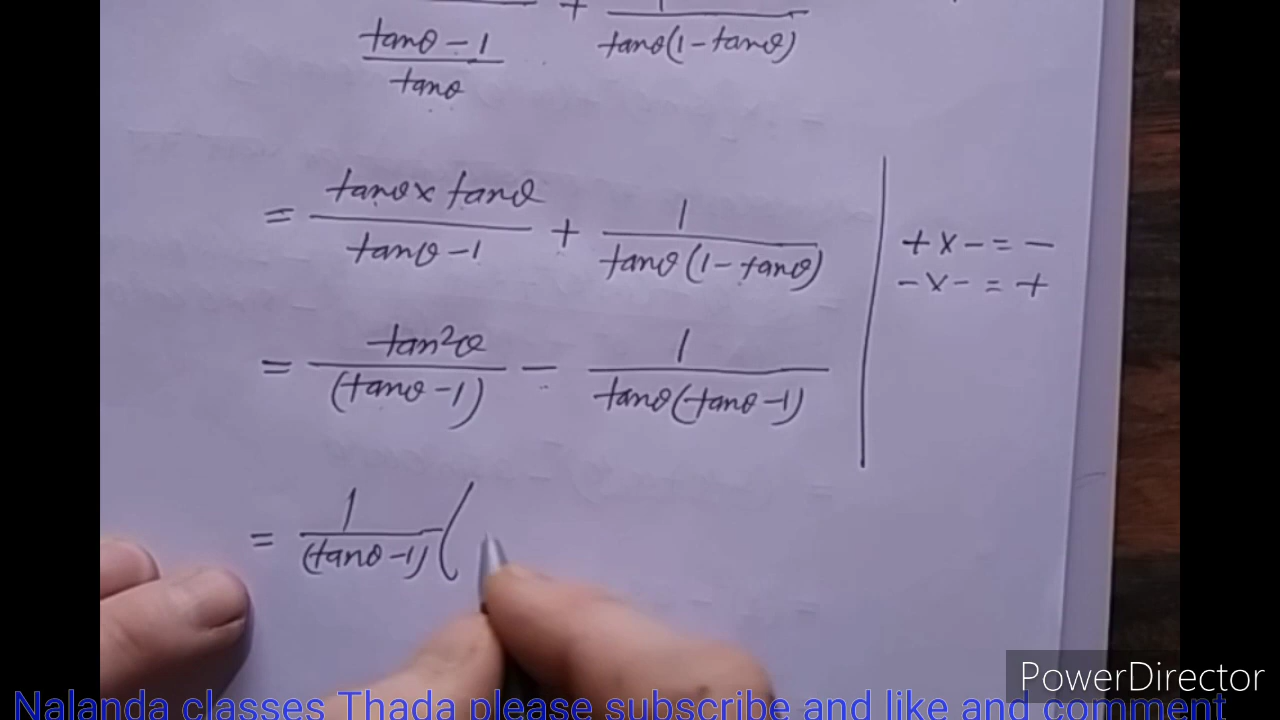 + 1
tanθ - 1
tanθ
tanθ(1 - tanθ)
= tanθ x tanθ / tanθ - 1 + 1 / tanθ (1 - tanθ)
+ x - = -
- x - = +
= tan²θ / (tanθ - 1) - 1 / tanθ(tanθ - 1)
= 1 / (tanθ - 1) (
PowerDirector
Nalanda classes Thada please subscribe and like and comment